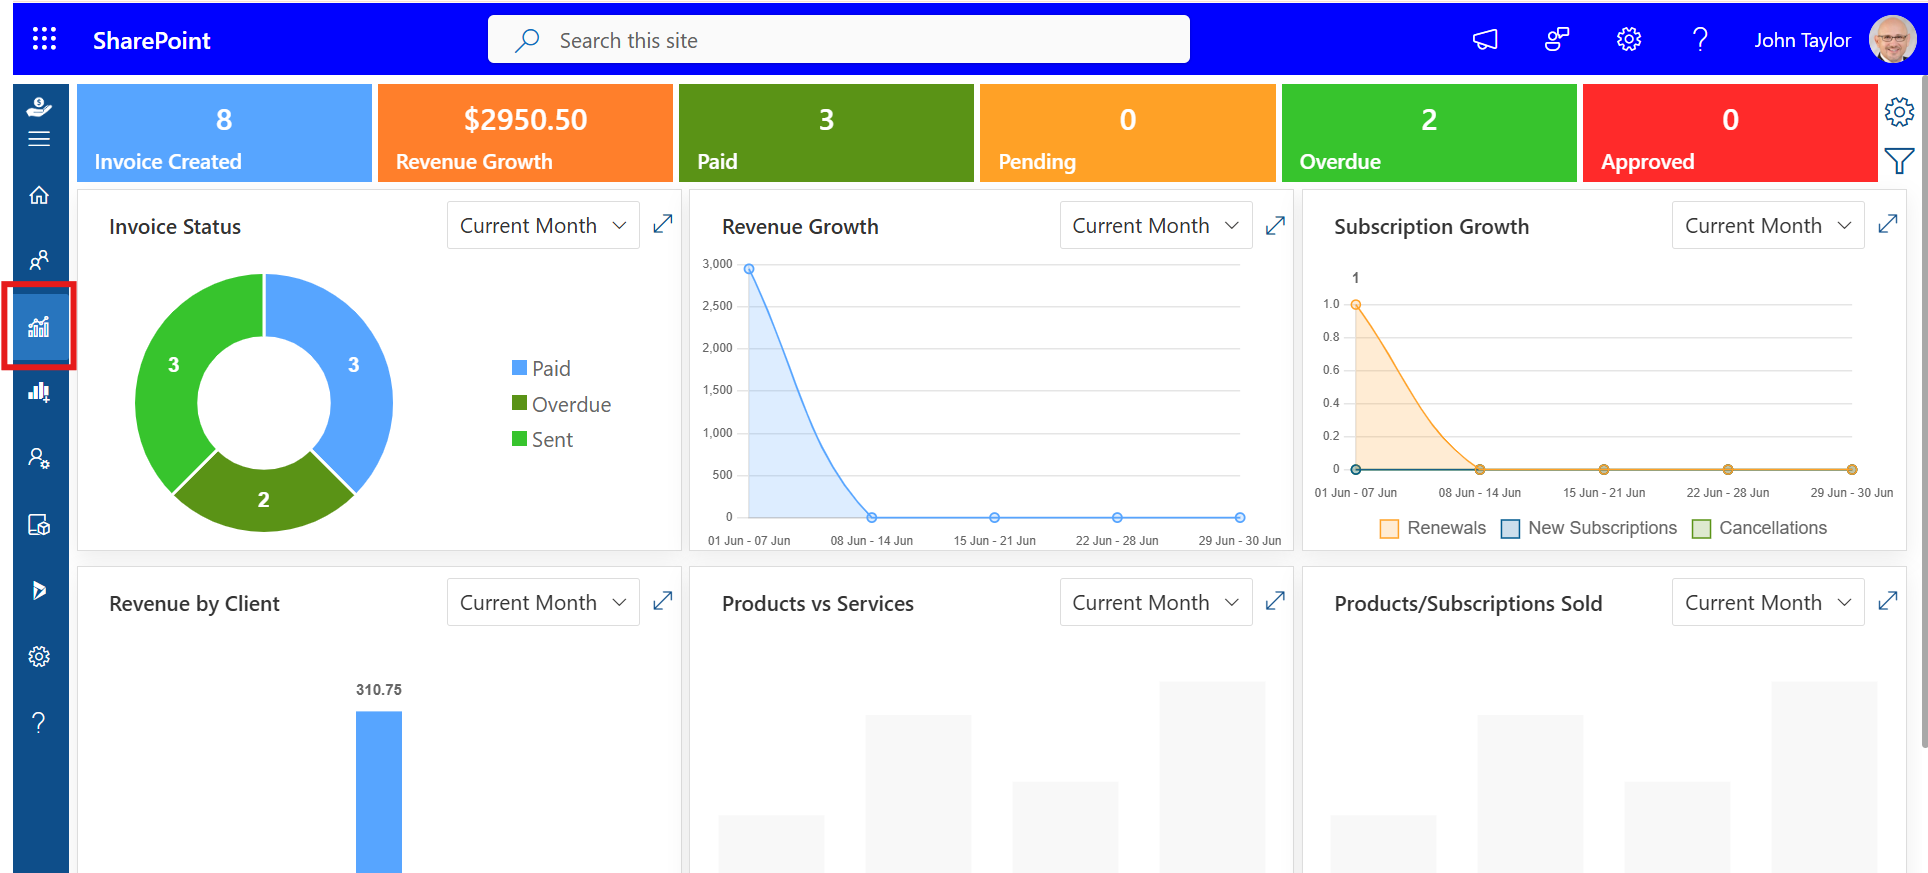 SharePoint
Search this site
John Taylor
8
Invoice Created
$2950.50
Revenue Growth
3
Paid
0
Pending
2
Overdue
0
Approved
Invoice Status
Current Month
3
3
2
Paid
Overdue
Sent
Revenue Growth
Current Month
3,000
2,500
2,000
1,500
1,000
500
0
01 Jun - 07 Jun
08 Jun - 14 Jun
15 Jun - 21 Jun
22 Jun - 28 Jun
29 Jun - 30 Jun
Subscription Growth
Current Month
1
1.0
0.8
0.6
0.4
0.2
0
01 Jun - 07 Jun
08 Jun - 14 Jun
15 Jun - 21 Jun
22 Jun - 28 Jun
29 Jun - 30 Jun
Renewals
New Subscriptions
Cancellations
Revenue by Client
Current Month
310.75
Products vs Services
Current Month
Products/Subscriptions Sold
Current Month